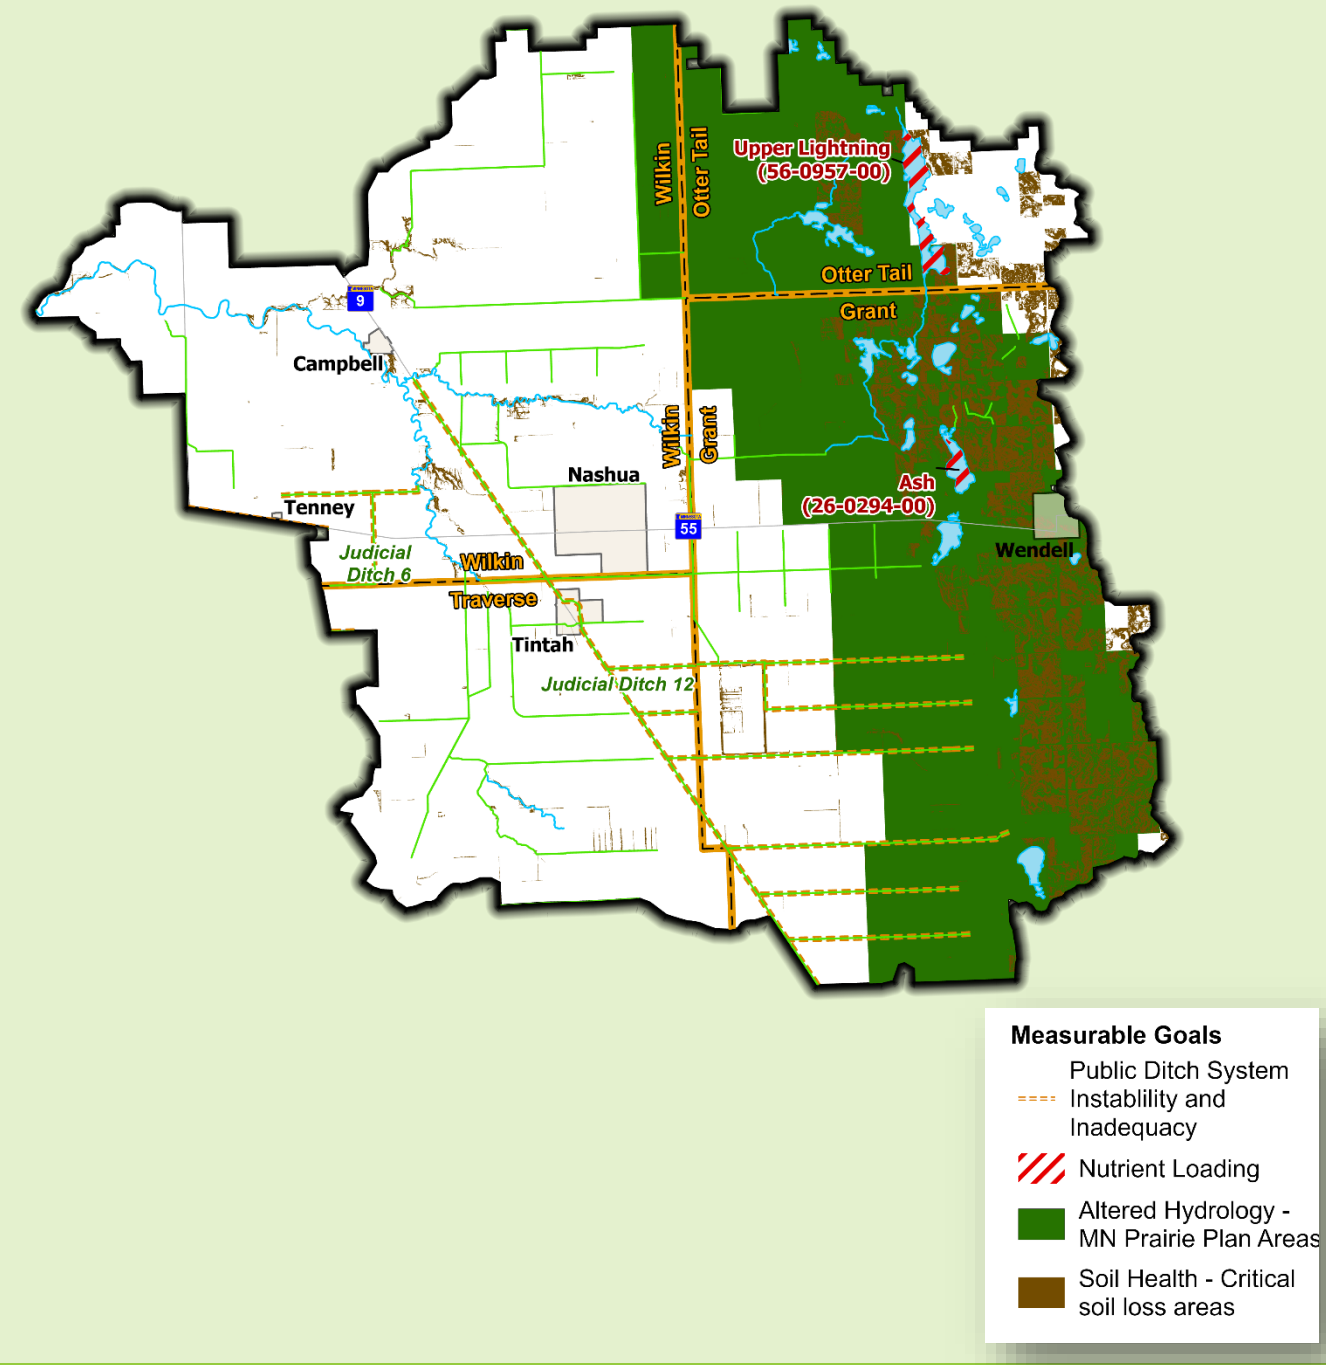 Wilkin
Otter Tail
Upper Lightning
(56-0957-00)
Otter Tail
Grant
9
Campbell
Wilkin
Grant
Nashua
Ash
(26-0294-00)
Tenney
55
Wendell
Judicial
Ditch 6
Wilkin
Traverse
Tintah
Judicial Ditch 12
Measurable Goals
Public Ditch System
Instablility and
Inadequacy
Nutrient Loading
Altered Hydrology -
MN Prairie Plan Areas
Soil Health - Critical
soil loss areas